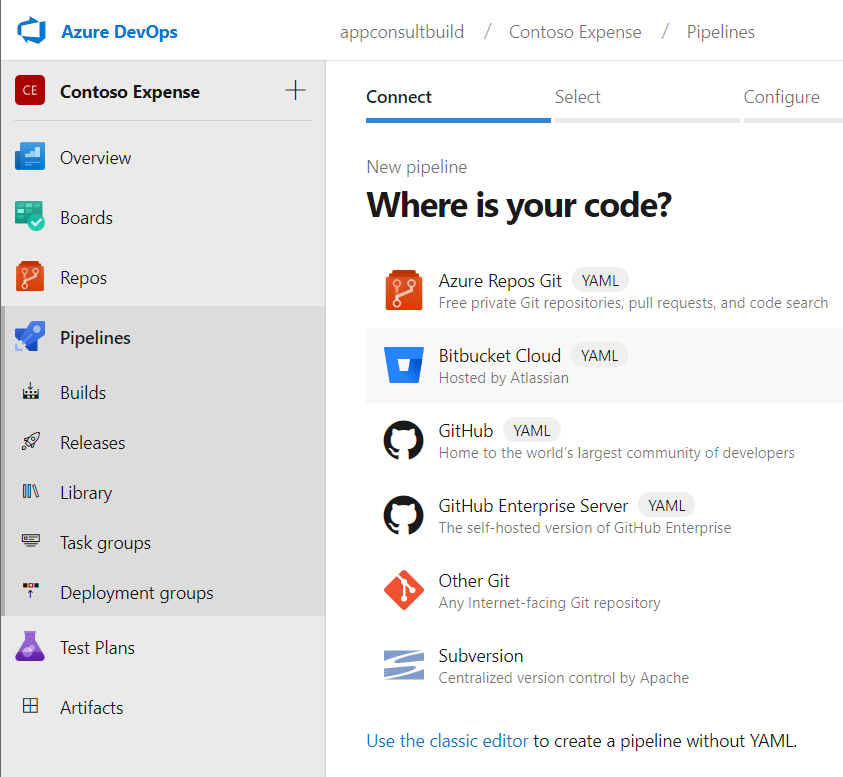 Azure DevOps
appconsultbuild / Contoso Expense / Pipelines
CE Contoso Expense
Overview
Boards
Repos
Pipelines
Builds
Releases
Library
Task groups
Deployment groups
Test Plans
Artifacts
Connect Select Configure
New pipeline
Where is your code?
Azure Repos Git YAML
Free private Git repositories, pull requests, and code search
Bitbucket Cloud YAML
Hosted by Atlassian
GitHub YAML
Home to the world's largest community of developers
GitHub Enterprise Server YAML
The self-hosted version of GitHub Enterprise
Other Git
Any Internet-facing Git repository
Subversion
Centralized version control by Apache
Use the classic editor to create a pipeline without YAML.